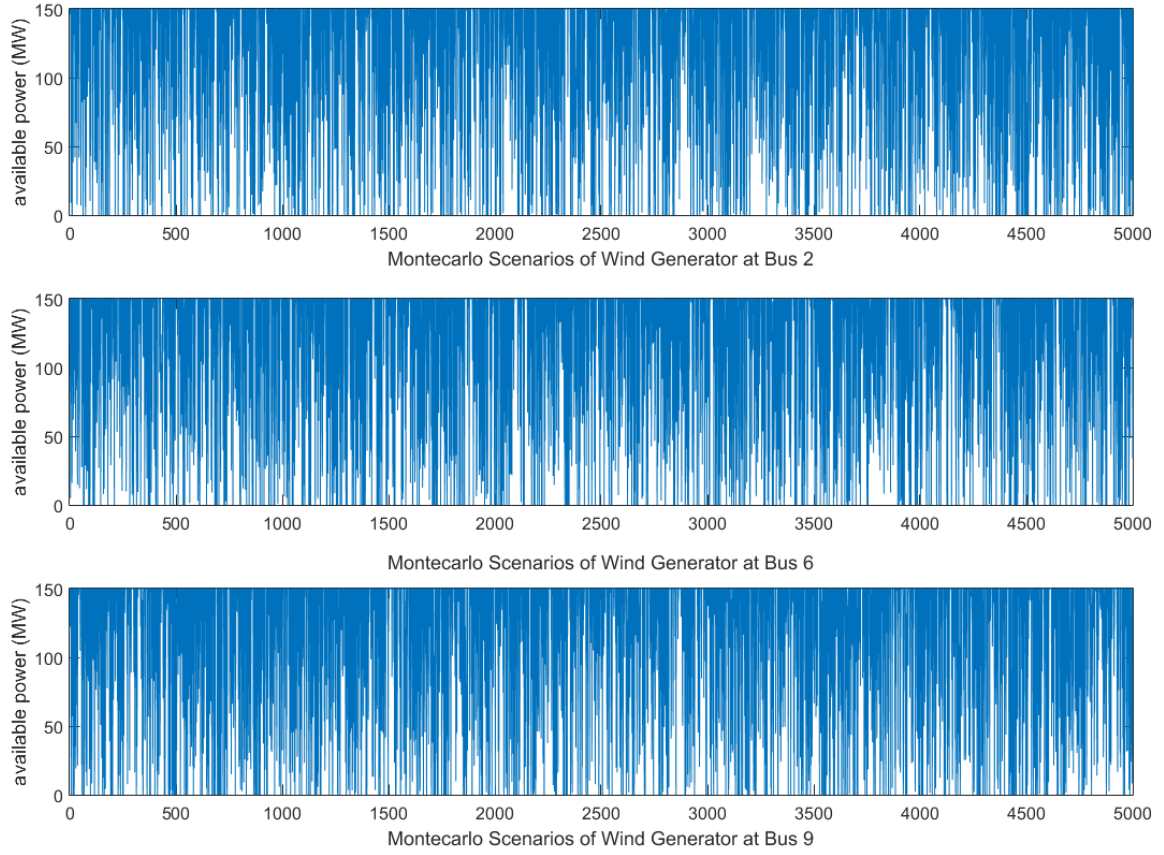 available power (MW)
150
100
50
0
0 500 1000 1500 2000 2500 3000 3500 4000 4500 5000
Montecarlo Scenarios of Wind Generator at Bus 2
available power (MW)
150
100
50
0
0 500 1000 1500 2000 2500 3000 3500 4000 4500 5000
Montecarlo Scenarios of Wind Generator at Bus 6
available power (MW)
150
100
50
0
0 500 1000 1500 2000 2500 3000 3500 4000 4500 5000
Montecarlo Scenarios of Wind Generator at Bus 9